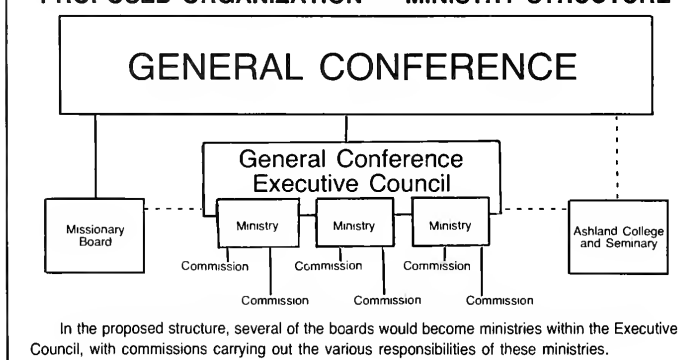 PROPOSED ORGANIZATION — MINISTRY STRUCTURE
GENERAL CONFERENCE
General Conference
Executive Council
Missionary
Board
Ministry
Ministry
Ministry
Ashland College
and Seminary
Commission
Commission
Commission
Commission
Commission
Commission
In the proposed structure, several of the boards would become ministries within the Executive
Council, with commissions carrying out the various responsibilities of these ministries.